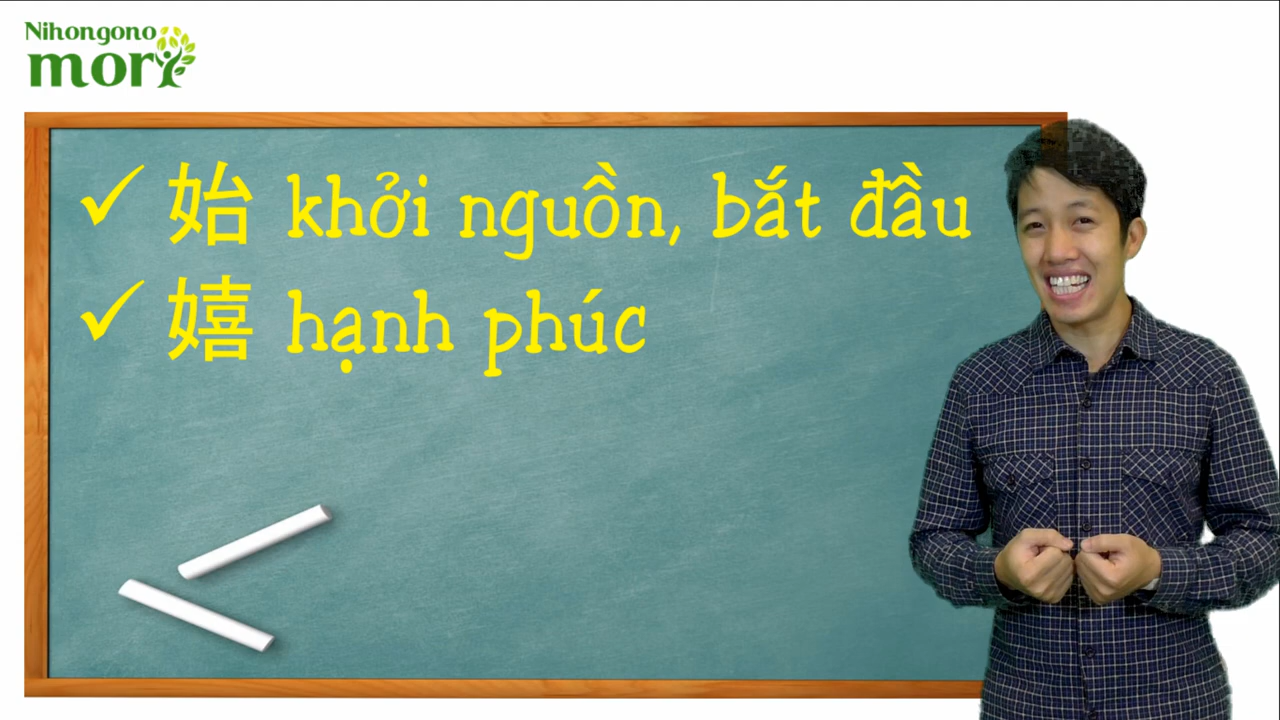 Nihongono
mori
✓ 始 khởi nguồn, bắt đầu
✓ 嬉 hạnh phúc